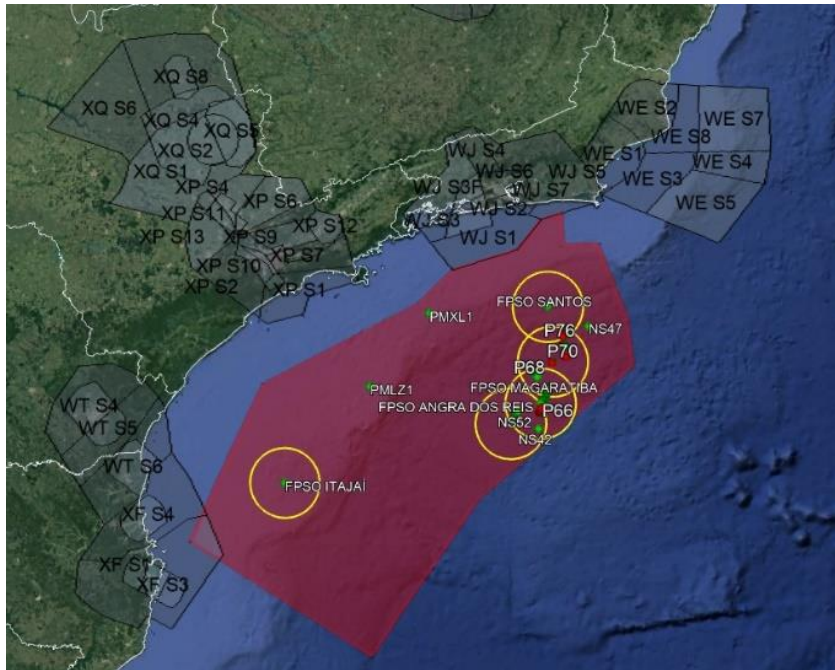 XQ S8
XQ S6
XQ S4
XQ S5
XQ S2
XQ S1
XP S4
XP S6
XP S11
XP S12
XP S13
XP S9
XP S7
XP S10
XP S2
XP S1
WJ S4
WJ S6
WJ S5
WJ S3F
WJ S7
WJ S3
WJ S2
WJ S1
WE S2
WE S7
WE S8
WE S1
WE S4
WE S3
WE S5
FPSO SANTOS
PMXL1
P76
NS47
P70
P68
PMLZ1
FPSO MAGARATIBA
FPSO ANGRA DOS REIS
P66
NS52
NS42
FPSO ITAJAÍ
WT S4
WT S5
WT S6
XF S4
XF S1
XF S3